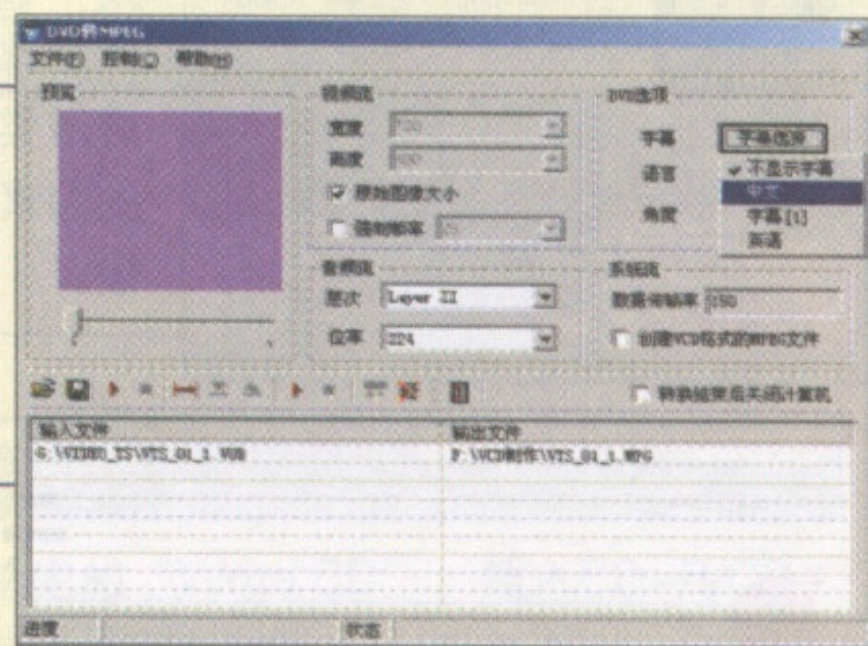 DVD转MPEG
文件(F) 控制(C) 帮助(H)
预览
视频流
宽度 720
高度
原始图像大小
强制帧率 25
DVD选项
字幕 字幕选择
语言
角度
不显示字幕
中文
字幕[1]
英语
音频流
层次 Layer II
位率 224
系统流
数据传输率 150
创建VCD格式的MPEG文件
转换结束后关闭计算机
输入文件 输出文件
G:\VIDEO_TS\VTS_01_1.VOB F:\VCD制作\VTS_01_1.MPG
进度 状态